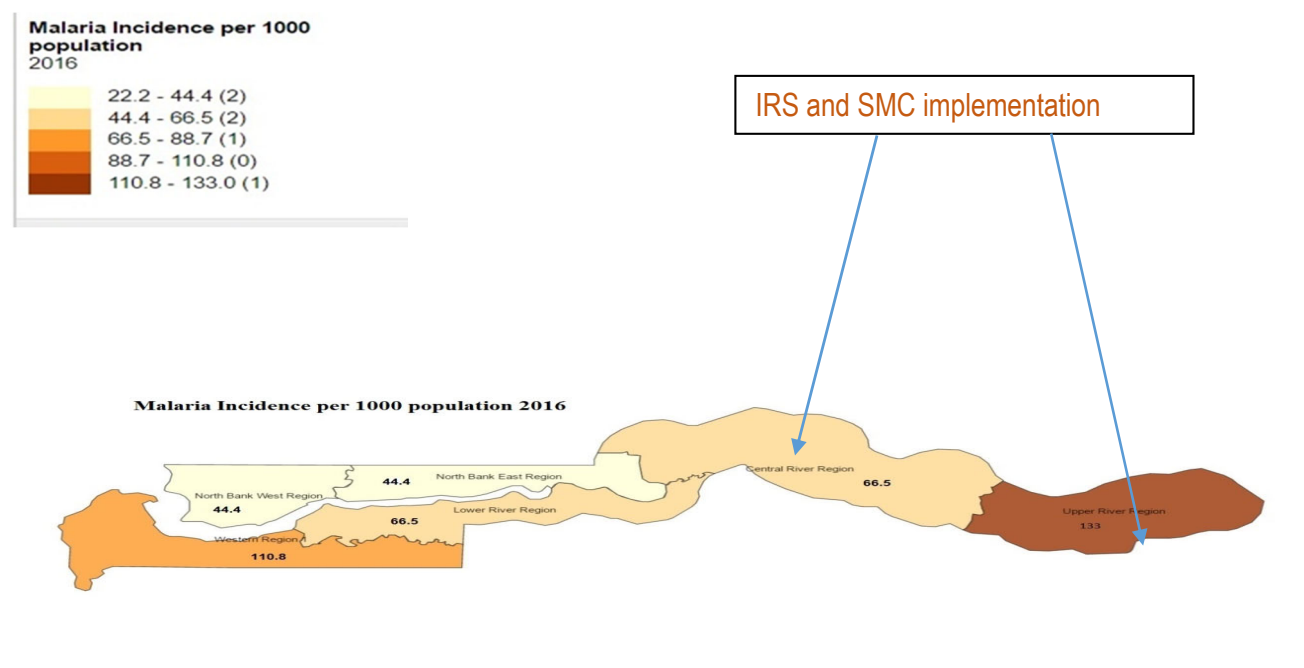 Malaria Incidence per 1000
population
2016
22.2 - 44.4 (2)
44.4 - 66.5 (2)
66.5 - 88.7 (1)
88.7 - 110.8 (0)
110.8 - 133.0 (1)
IRS and SMC implementation
Malaria Incidence per 1000 population 2016
North Bank West Region
44.4
44.4
North Bank East Region
Central River Region
66.5
Lower River Region
66.5
Western Region 1
110.8
Upper River Region
133